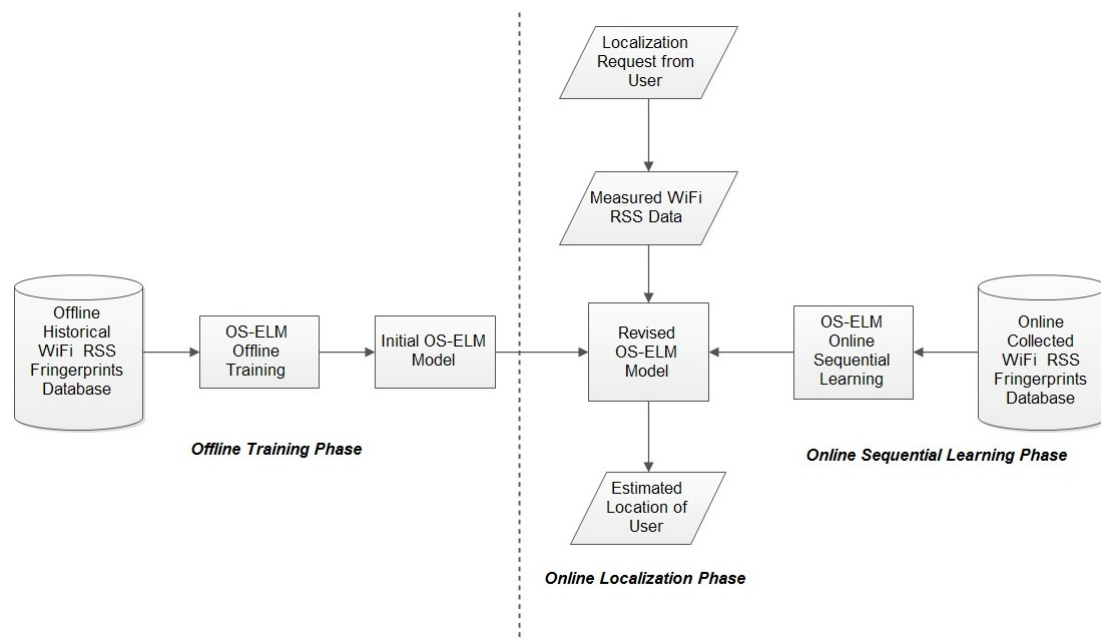 Localization
Request from
User
Measured WiFi
RSS Data
Offline
Historical
WiFi RSS
Fringerprints
Database
OS-ELM
Offline
Training
Initial OS-ELM
Model
Revised
OS-ELM
Model
OS-ELM
Online
Sequential
Learning
Online
Collected
WiFi RSS
Fringerprints
Database
Offline Training Phase
Online Sequential Learning Phase
Estimated
Location of
User
Online Localization Phase